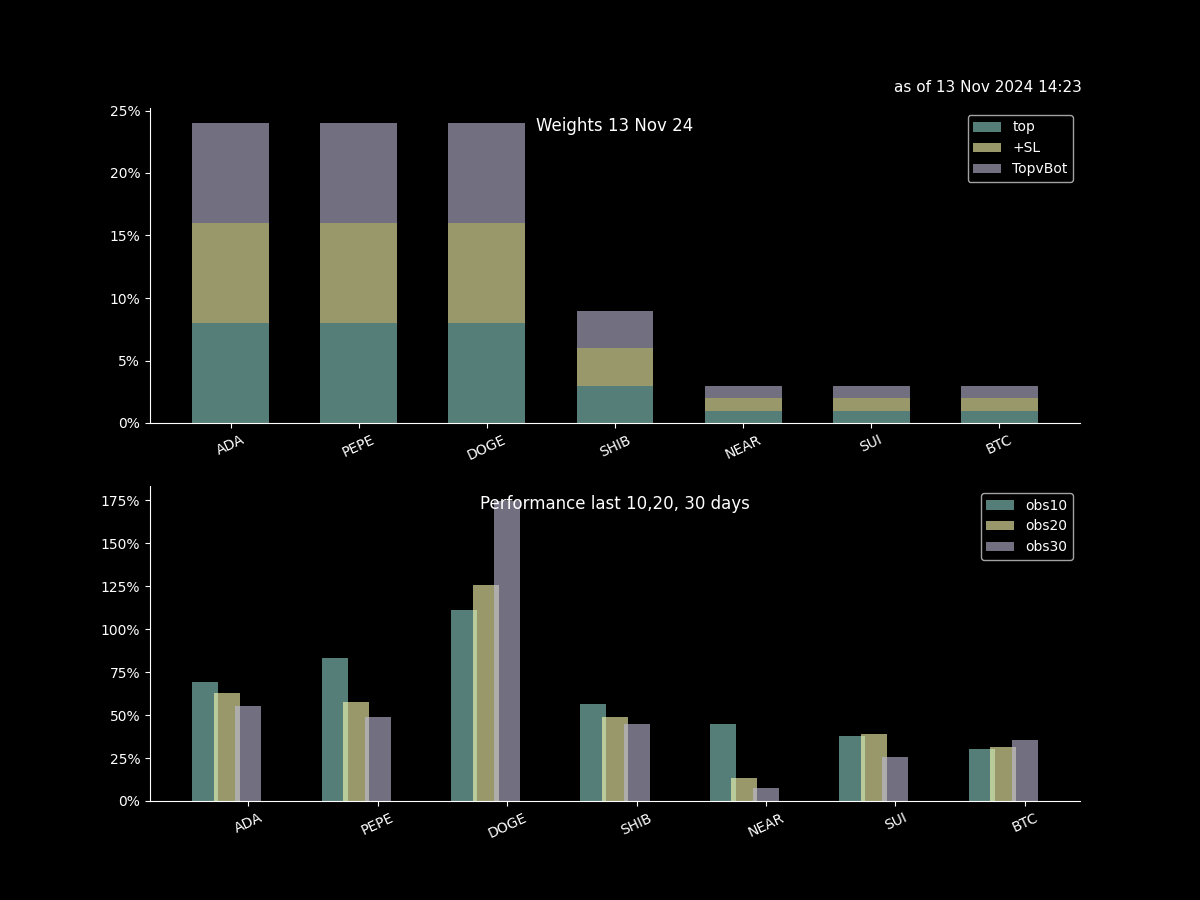 as of 13 Nov 2024 14:23
Weights 13 Nov 24
25%
20%
15%
10%
5%
0%
top
+SL
TopvBot
ADA PEPE DOGE SHIB NEAR SUI BTC
Performance last 10,20, 30 days
175%
150%
125%
100%
75%
50%
25%
0%
obs10
obs20
obs30
ADA PEPE DOGE SHIB NEAR SUI BTC